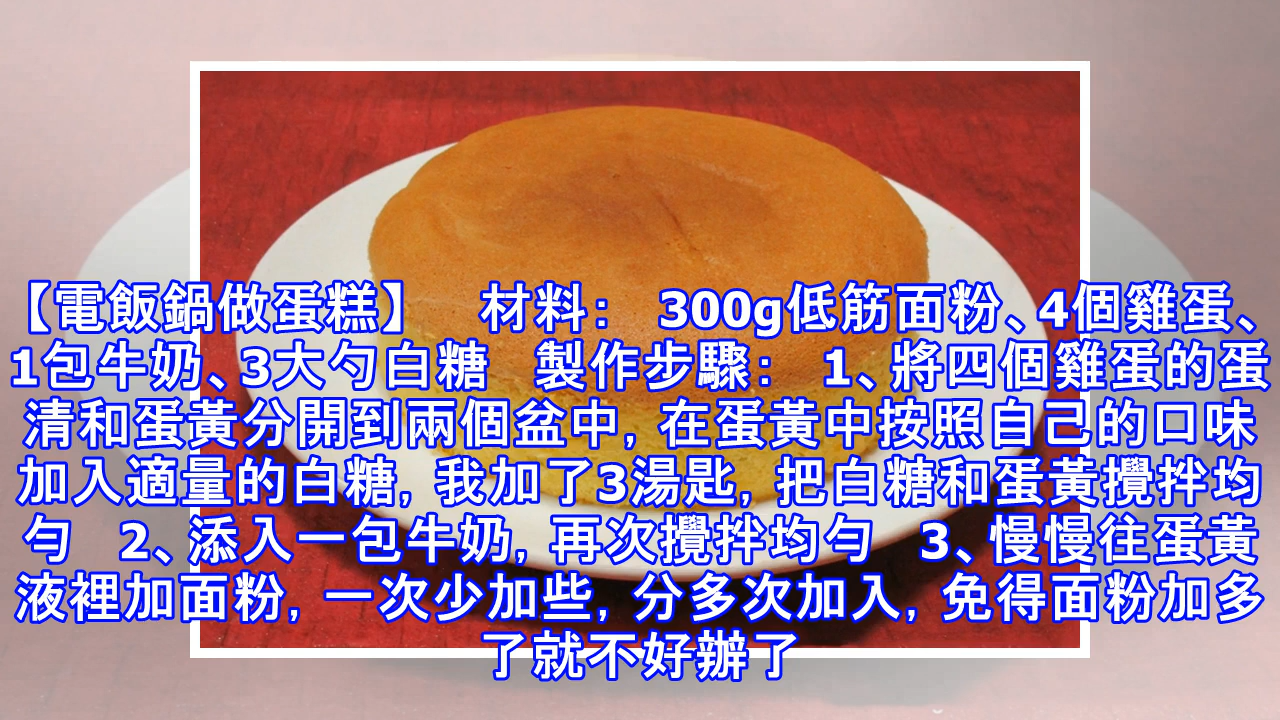 【電飯鍋做蛋糕】 材料： 300g低筋面粉、4個雞蛋、
1包牛奶、3大勺白糖 製作步驟： 1、將四個雞蛋的蛋
清和蛋黃分開到兩個盆中，在蛋黃中按照自己的口味
加入適量的白糖，我加了3湯匙，把白糖和蛋黃攪拌均
勻 2、添入一包牛奶，再次攪拌均勻 3、慢慢往蛋黃
液裡加面粉，一次少加些，分多次加入，免得面粉加多
了就不好辦了